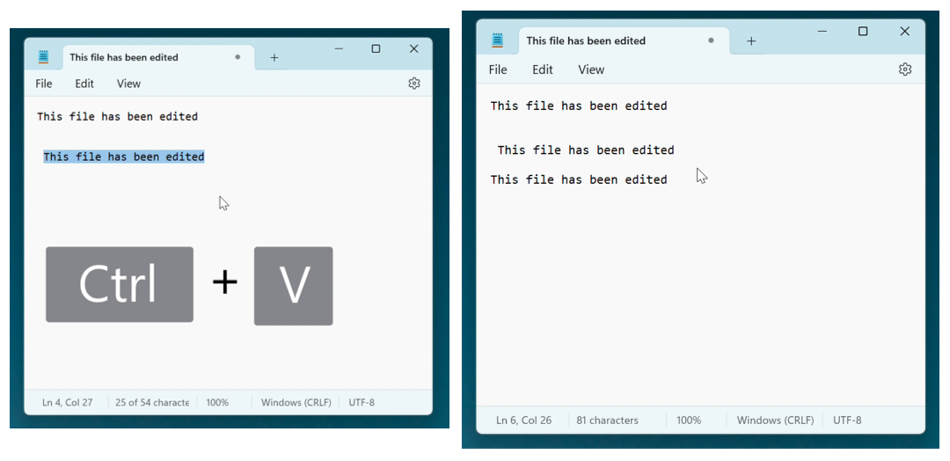 This file has been edited
File Edit View
This file has been edited
This file has been edited
Ctrl + V
Ln 4, Col 27 25 of 54 characte 100% Windows (CRLF) UTF-8
This file has been edited
File Edit View
This file has been edited
This file has been edited
This file has been edited
Ln 6, Col 26 81 characters 100% Windows (CRLF) UTF-8